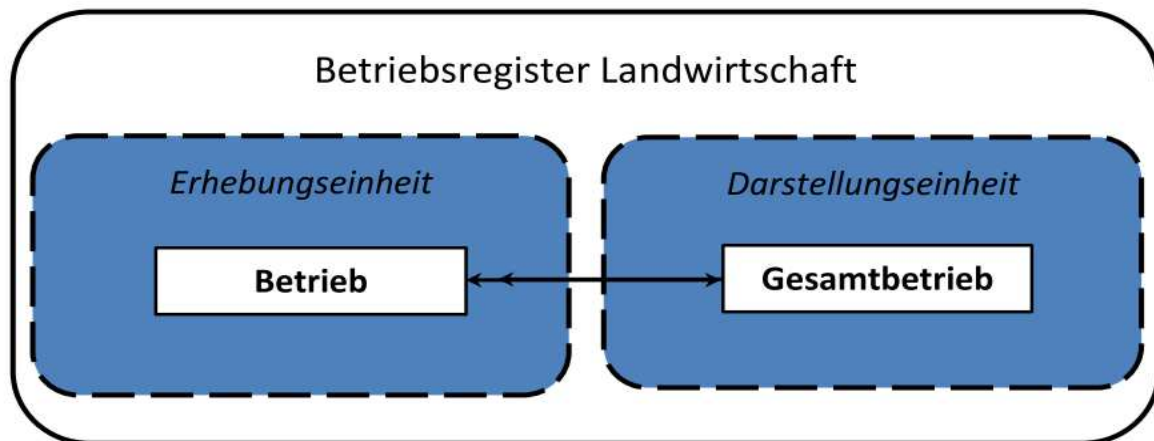 Betriebsregister Landwirtschaft
Erhebungseinheit
Darstellungseinheit
Betrieb
Gesamtbetrieb